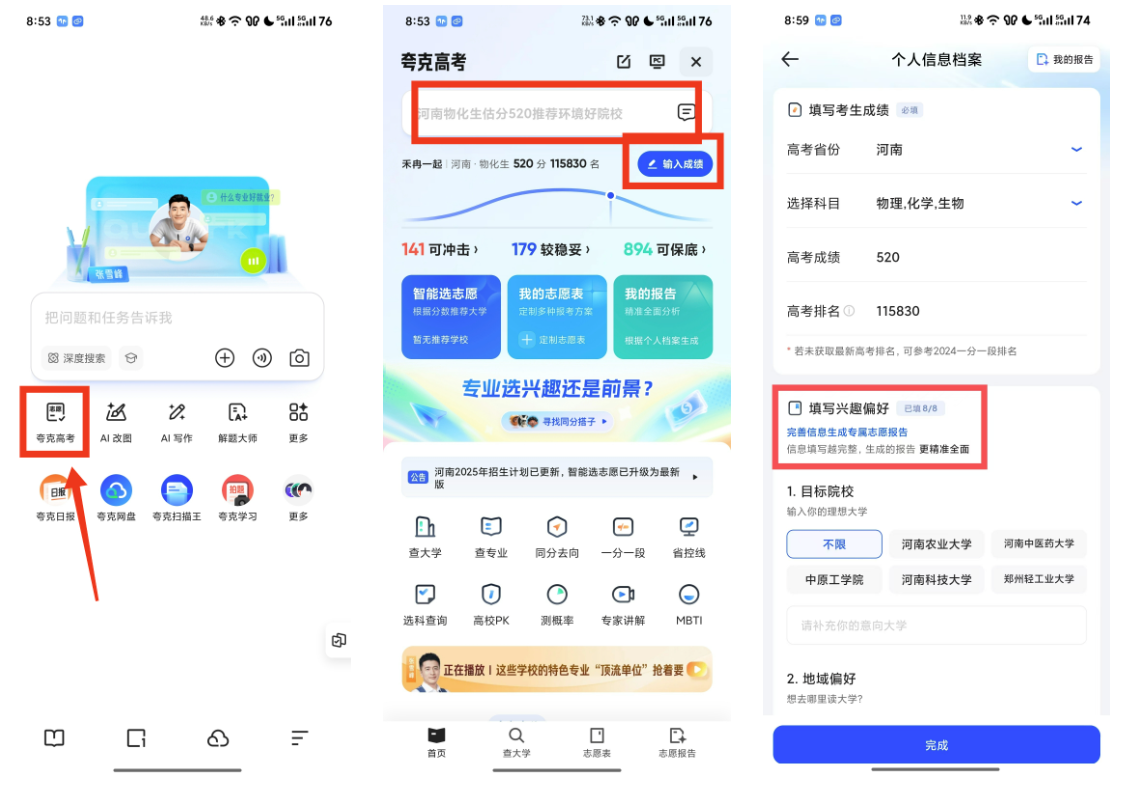 8:53
48.6
KB/s
5G
5G
76
什么专业好就业?
QUARK
张雪峰
把问题和任务告诉我
深度搜索
志愿
夸克高考
AI 改图
AI 写作
解题大师
更多
日报
拍题
夸克日报
夸克网盘
夸克扫描王
夸克学习
更多
8:53
73.1
KB/s
5G
5G
76
夸克高考
河南物化生估分520推荐环境好院校
禾冉一起 | 河南 · 物化生 520 分 115830 名
输入成绩
141 可冲击 ›
179 较稳妥 ›
894 可保底 ›
智能选志愿
根据分数推荐大学
暂无推荐学校
我的志愿表
定制多种报考方案
定制志愿表
我的报告
精准全面分析
根据个人档案生成
专业选兴趣还是前景?
寻找同分搭子
公告
河南2025年招生计划已更新，智能选志愿已升级为最新
版
查大学
查专业
同分去向
一分一段
省控线
选科查询
高校PK
测概率
专家讲解
MBTI
正在播放 | 这些学校的特色专业 “顶流单位” 抢着要
首页
查大学
志愿表
志愿报告
8:59
11.9
KB/s
5G
5G
74
个人信息档案
我的报告
填写考生成绩
必填
高考省份
河南
选择科目
物理,化学,生物
高考成绩
520
高考排名
115830
* 若未获取最新高考排名，可参考2024一分一段排名
填写兴趣偏好
已填 8/8
完善信息生成专属志愿报告
信息填写越完整，生成的报告 更精准全面
1. 目标院校
输入你的理想大学
不限
河南农业大学
河南中医药大学
中原工学院
河南科技大学
郑州轻工业大学
请补充你的意向大学
2. 地域偏好
想去哪里读大学?
完成